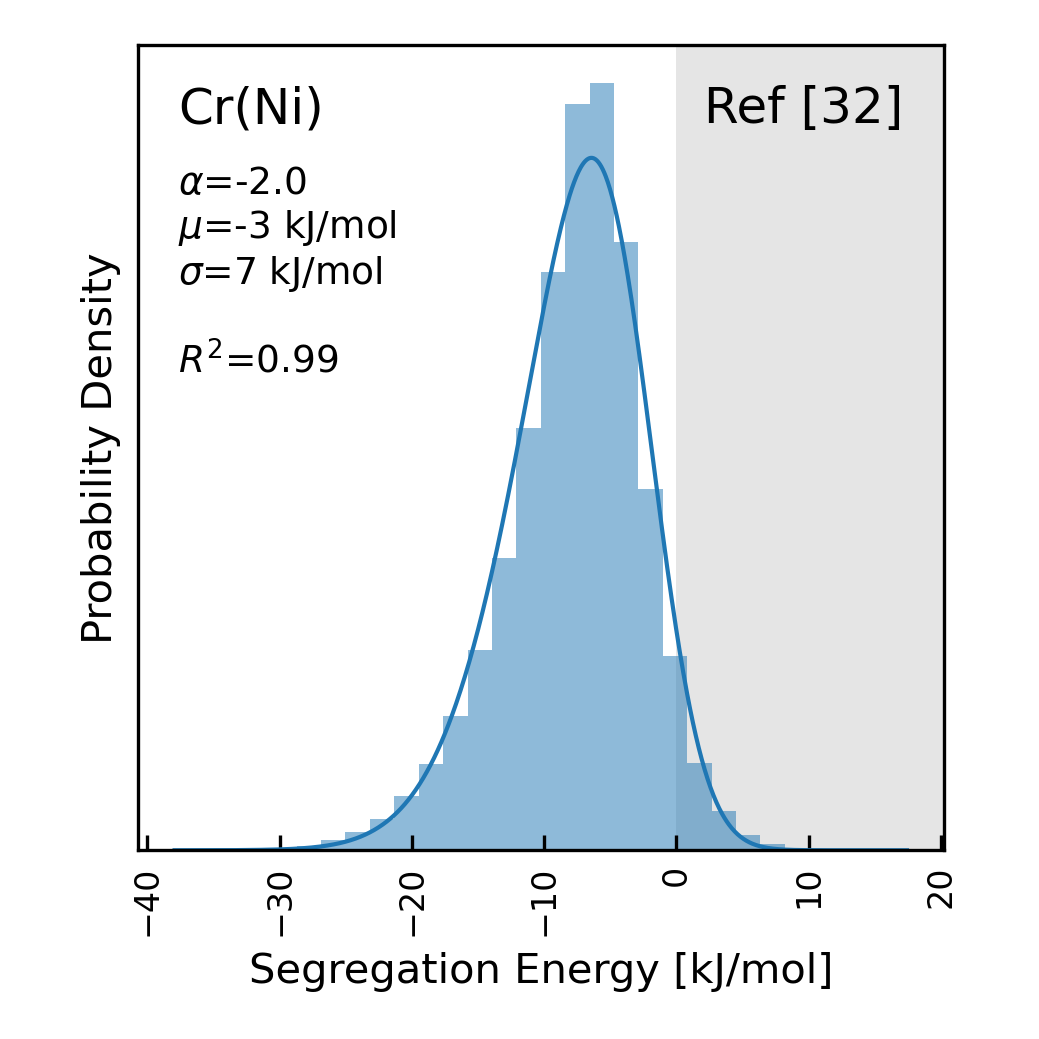 Cr(Ni)
Ref [32]
α=-2.0
μ=-3 kJ/mol
σ=7 kJ/mol
R²=0.99
Probability Density
−40 −30 −20 −10 0 10 20
Segregation Energy [kJ/mol]